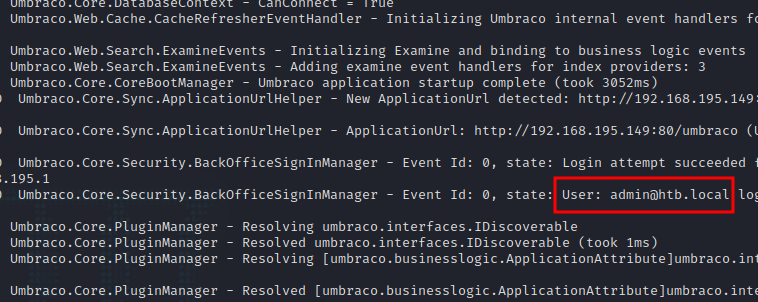 Umbraco.Core.DatabaseContext - CanConnect = True
Umbraco.Web.Cache.CacheRefresherEventHandler - Initializing Umbraco internal event handlers fo
Umbraco.Web.Search.ExamineEvents - Initializing Examine and binding to business logic events
Umbraco.Web.Search.ExamineEvents - Adding examine event handlers for index providers: 3
Umbraco.Core.CoreBootManager - Umbraco application startup complete (took 3052ms)
0 Umbraco.Core.Sync.ApplicationUrlHelper - New ApplicationUrl detected: http://192.168.195.149:
0 Umbraco.Core.Sync.ApplicationUrlHelper - ApplicationUrl: http://192.168.195.149:80/umbraco (U
0 Umbraco.Core.Security.BackOfficeSignInManager - Event Id: 0, state: Login attempt succeeded f
8.195.1
0 Umbraco.Core.Security.BackOfficeSignInManager - Event Id: 0, state: User: admin@htb.local log
Umbraco.Core.PluginManager - Resolving umbraco.interfaces.IDiscoverable
Umbraco.Core.PluginManager - Resolved umbraco.interfaces.IDiscoverable (took 1ms)
Umbraco.Core.PluginManager - Resolving [umbraco.businesslogic.ApplicationAttribute]umbraco.int
Umbraco.Core.PluginManager - Resolved [umbraco.businesslogic.ApplicationAttribute]umbraco.inte